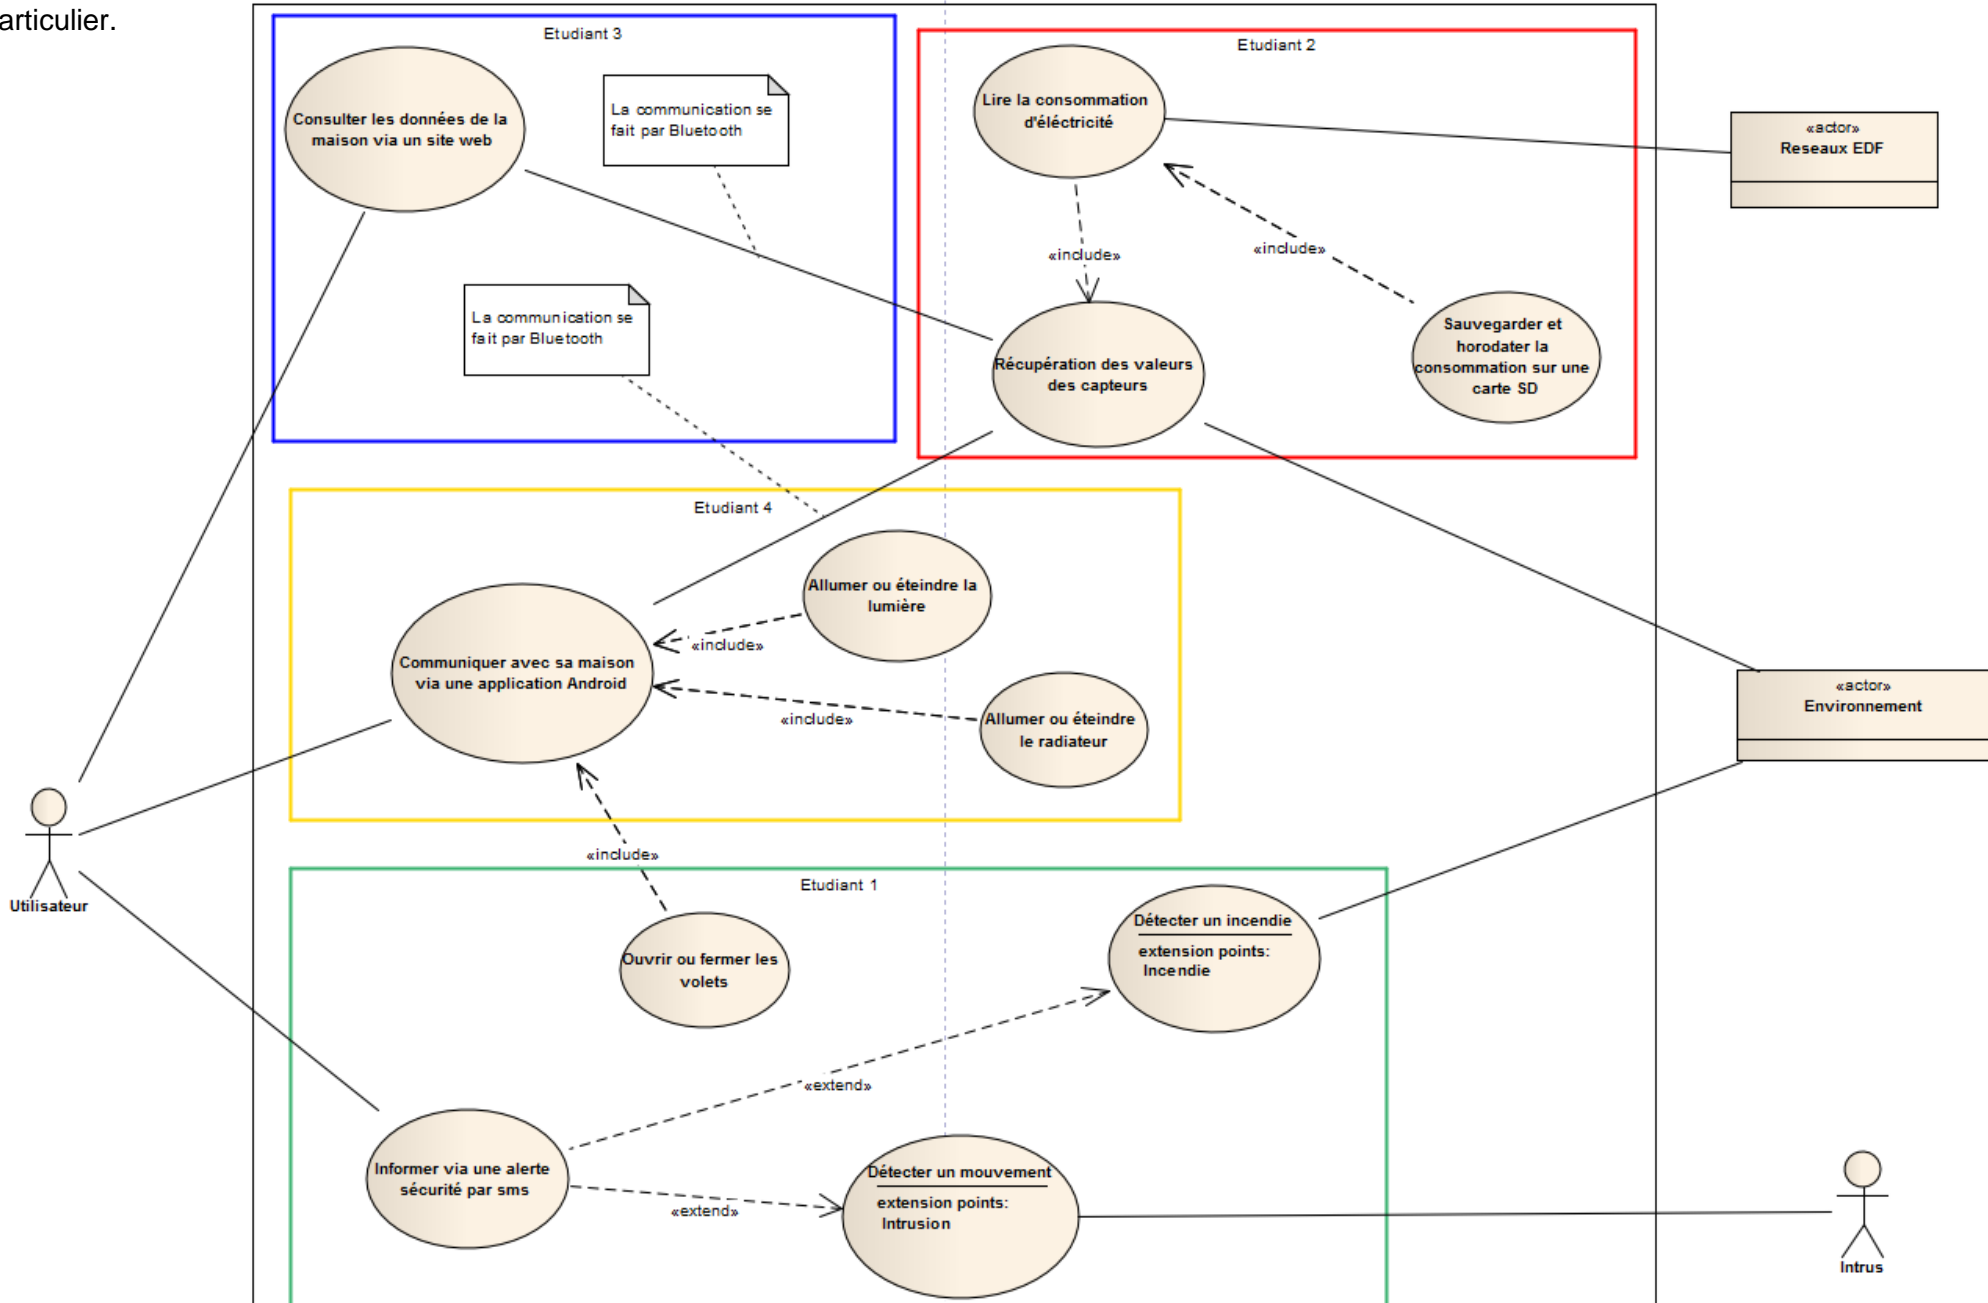 articulier.
Etudiant 3
Consulter les données de la
maison via un site web
La communication se
fait par Bluetooth
La communication se
fait par Bluetooth
Etudiant 2
Lire la consommation
d'éléctricité
«include»
«include»
Récupération des valeurs
des capteurs
Sauvegarder et
horodater la
consommation sur une
carte SD
«actor»
Reseaux EDF
Etudiant 4
Allumer ou éteindre la
lumière
«include»
Communiquer avec sa maison
via une application Android
«include»
Allumer ou éteindre
le radiateur
«actor»
Environnement
«include»
Utilisateur
Etudiant 1
Ouvrir ou fermer les
volets
Détecter un incendie
extension points:
Incendie
«extend»
Informer via une alerte
sécurité par sms
«extend»
Détecter un mouvement
extension points:
Intrusion
Intrus